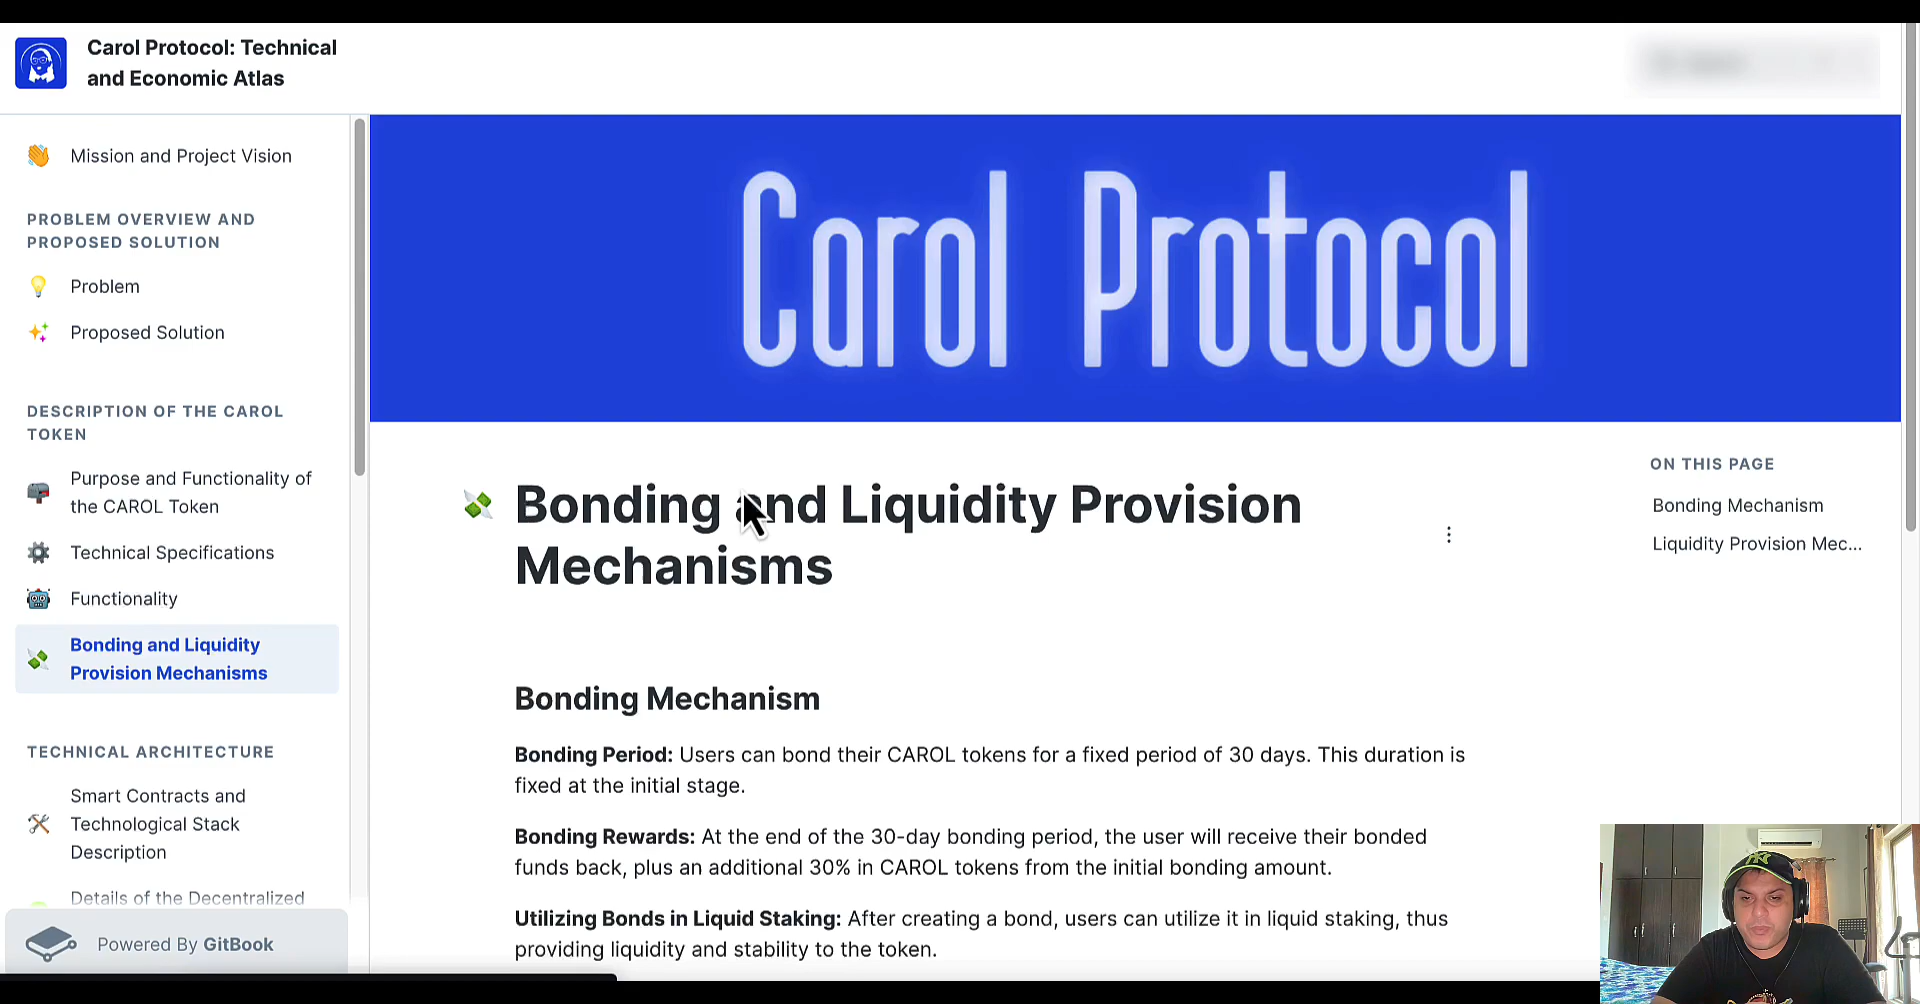 Carol Protocol: Technical
and Economic Atlas
Mission and Project Vision
PROBLEM OVERVIEW AND
PROPOSED SOLUTION
Problem
Proposed Solution
DESCRIPTION OF THE CAROL
TOKEN
Purpose and Functionality of
the CAROL Token
Technical Specifications
Functionality
Bonding and Liquidity
Provision Mechanisms
TECHNICAL ARCHITECTURE
Smart Contracts and
Technological Stack
Description
Details of the Decentralized
Powered By GitBook
Carol Protocol
Bonding and Liquidity Provision
Mechanisms
Bonding Mechanism
Bonding Period: Users can bond their CAROL tokens for a fixed period of 30 days. This duration is
fixed at the initial stage.
Bonding Rewards: At the end of the 30-day bonding period, the user will receive their bonded
funds back, plus an additional 30% in CAROL tokens from the initial bonding amount.
Utilizing Bonds in Liquid Staking: After creating a bond, users can utilize it in liquid staking, thus
providing liquidity and stability to the token.
ON THIS PAGE
Bonding Mechanism
Liquidity Provision Mec...